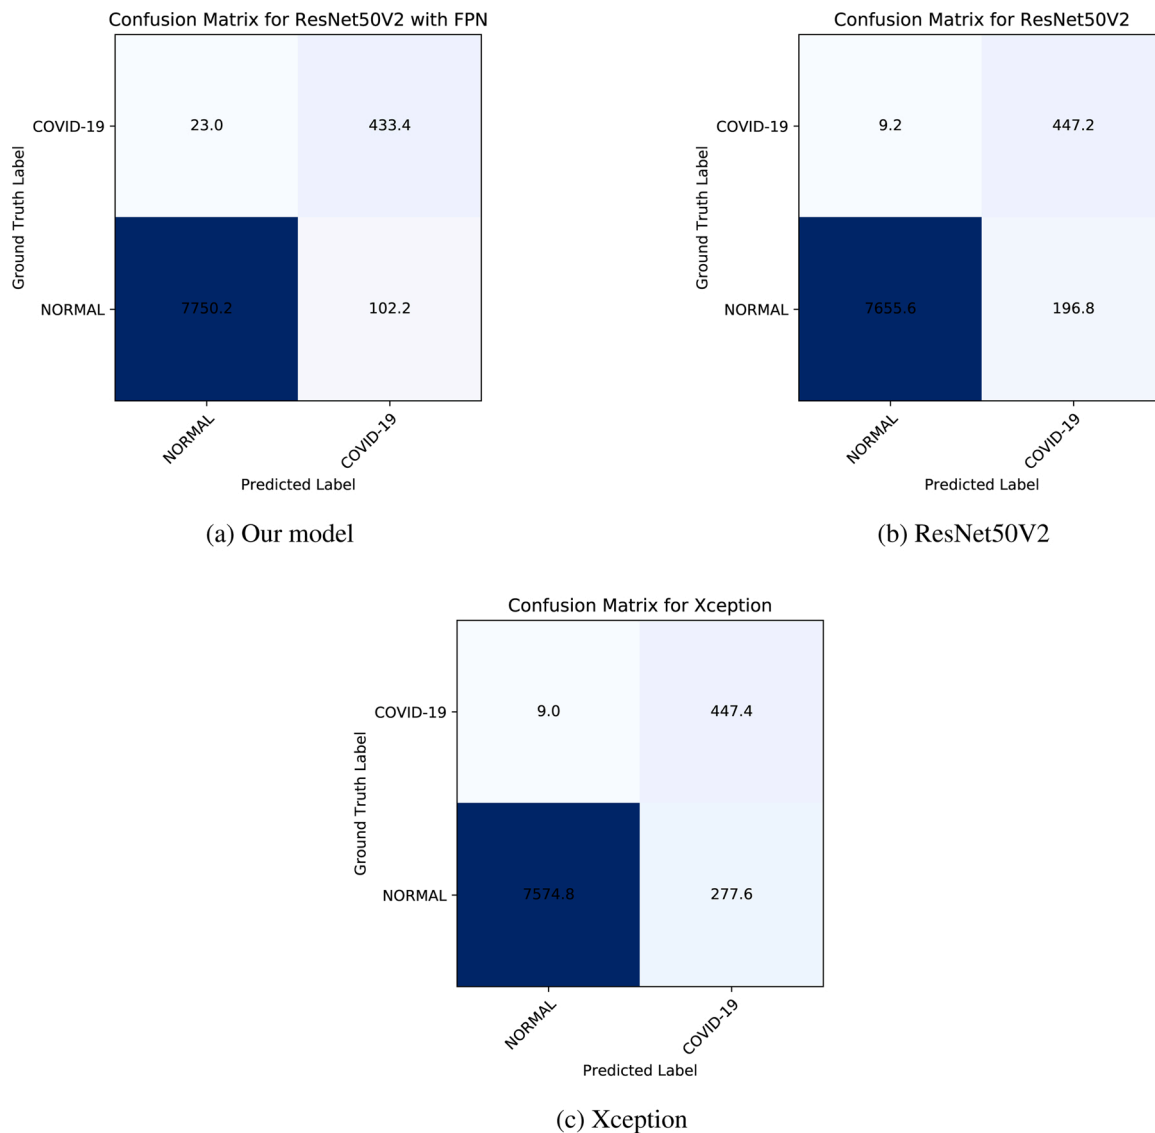 Confusion Matrix for ResNet50V2 with FPN
COVID-19
23.0
433.4
Ground Truth Label
NORMAL
7750.2
102.2
NORMAL
COVID-19
Predicted Label
(a) Our model
Confusion Matrix for ResNet50V2
COVID-19
9.2
447.2
Ground Truth Label
NORMAL
7655.6
196.8
NORMAL
COVID-19
Predicted Label
(b) ResNet50V2
Confusion Matrix for Xception
COVID-19
9.0
447.4
Ground Truth Label
NORMAL
7574.8
277.6
NORMAL
COVID-19
Predicted Label
(c) Xception